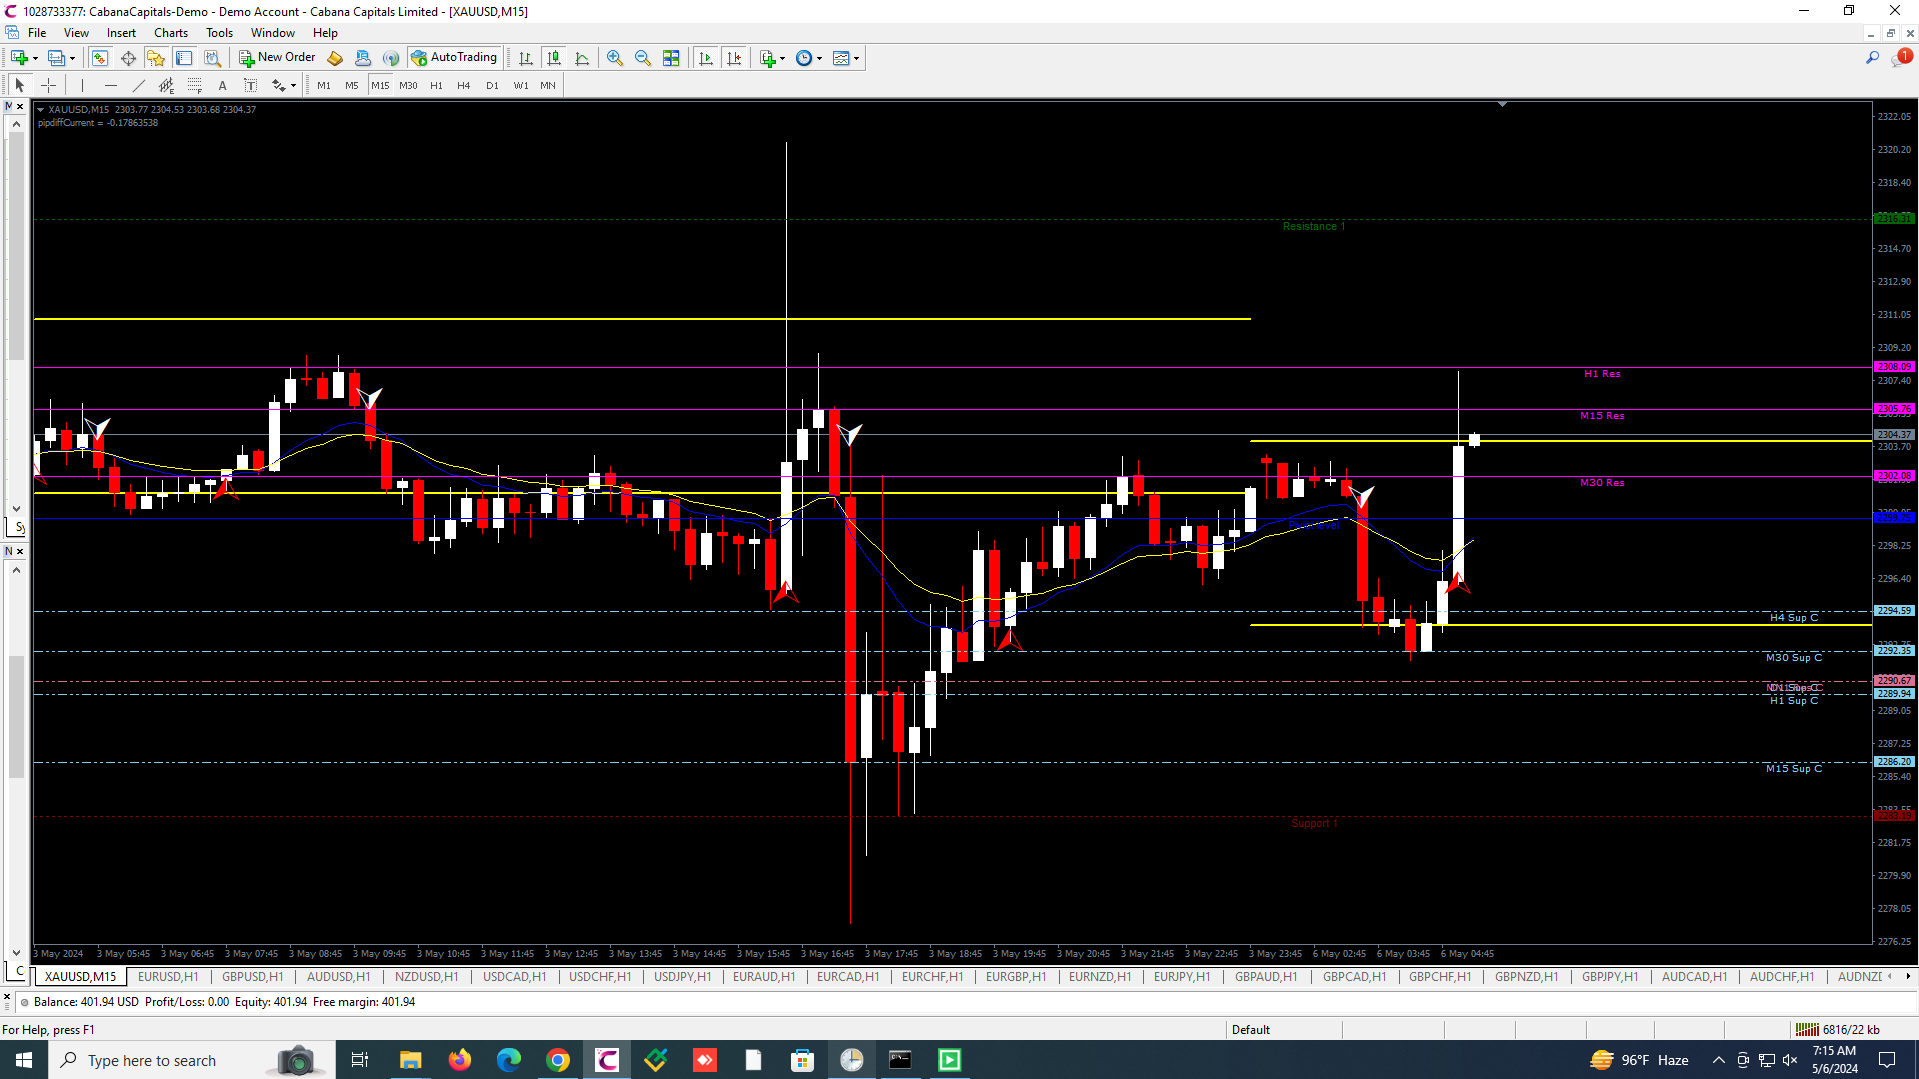 1028733377: CabanaCapitals-Demo - Demo Account - Cabana Capitals Limited - [XAUUSD,M15]
File View Insert Charts Tools Window Help
New Order AutoTrading
1
A T M1 M5 M15 M30 H1 H4 D1 W1 MN
XAUUSD,M15 2303.77 2304.53 2303.68 2304.37
pipdiffCurrent = -0.17863538
2322.05
2320.20
2318.40
2316.31
Resistance 1
2314.70
2312.90
2311.05
2309.20
2308.09
H1 Res
2307.40
2305.76
M15 Res
2304.37
2303.70
2302.08
M30 Res
2298.25
2296.40
2294.59
H4 Sup C
2292.35
M30 Sup C
2290.67
2289.94
H1 Sup C
2289.05
2287.25
2286.20
M15 Sup C
2285.40
Support 1
2281.75
2279.90
2278.05
2276.25
3 May 2024 3 May 05:45 3 May 06:45 3 May 07:45 3 May 08:45 3 May 09:45 3 May 10:45 3 May 11:45 3 May 12:45 3 May 13:45 3 May 14:45 3 May 15:45 3 May 16:45 3 May 17:45 3 May 18:45 3 May 19:45 3 May 20:45 3 May 21:45 3 May 22:45 3 May 23:45 6 May 02:45 6 May 03:45 6 May 04:45
XAUUSD,M15 EURUSD,H1 GBPUSD,H1 AUDUSD,H1 NZDUSD,H1 USDCAD,H1 USDCHF,H1 USDJPY,H1 EURAUD,H1 EURCAD,H1 EURCHF,H1 EURGBP,H1 EURNZD,H1 EURJPY,H1 GBPAUD,H1 GBPCAD,H1 GBPCHF,H1 GBPNZD,H1 GBPJPY,H1 AUDCAD,H1 AUDCHF,H1 AUDNZD
Balance: 401.94 USD Profit/Loss: 0.00 Equity: 401.94 Free margin: 401.94
For Help, press F1
Default
6816/22 kb
Type here to search
96°F Haze
7:15 AM
5/6/2024